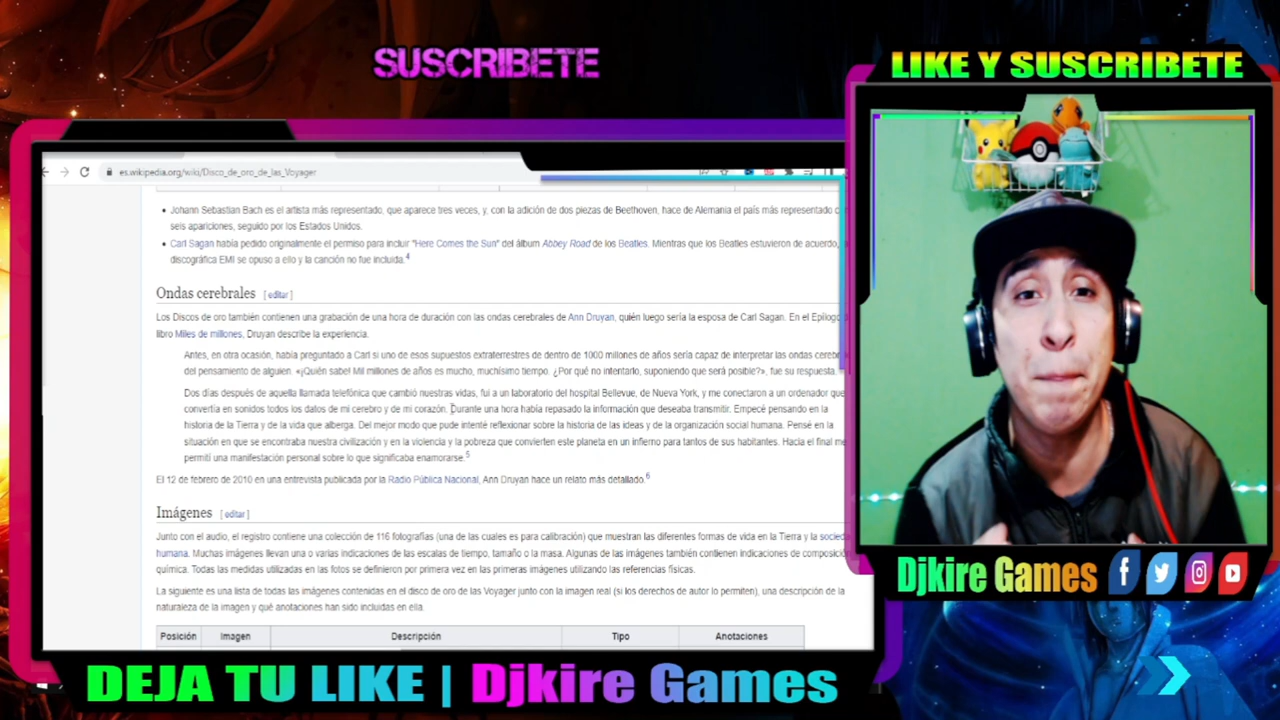 SUSCRIBETE
LIKE Y SUSCRIBETE
es.wikipedia.org/wiki/Disco_de_oro_de_las_Voyager
Johann Sebastian Bach es el artista más representado, que aparece tres veces, y, con la adición de dos piezas de Beethoven, hace de Alemania el país más representado
seis apariciones, seguido por los Estados Unidos.
Carl Sagan había pedido originalmente el permiso para incluir "Here Comes the Sun" del álbum Abbey Road de los Beatles. Mientras que los Beatles estuvieron de acuerdo,
discográfica EMI se opuso a ello y la canción no fue incluida.4
Ondas cerebrales [ editar ]
Los Discos de oro también contienen una grabación de una hora de duración con las ondas cerebrales de Ann Druyan, quién luego sería la esposa de Carl Sagan. En el Epílogo
libro Miles de millones, Druyan describe la experiencia.
Antes, en otra ocasión, había preguntado a Carl si uno de esos supuestos extraterrestres de dentro de 1000 millones de años sería capaz de interpretar las ondas
del pensamiento de alguien. «¡Quién sabe! Mil millones de años es mucho, muchísimo tiempo. ¿Por qué no intentarlo, suponiendo que será posible?», fue su respuesta.
Dos días después de aquella llamada telefónica que cambió nuestras vidas, fui a un laboratorio del hospital Bellevue, de Nueva York, y me conectaron a un ordenador que
convertía en sonidos todos los datos de mi cerebro y de mi corazón. Durante una hora había repasado la información que deseaba transmitir. Empecé pensando en la
historia de la Tierra y de la vida que alberga. Del mejor modo que pude intenté reflexionar sobre la historia de las ideas y de la organización social humana. Pensé en la
situación en que se encontraba nuestra civilización y en la violencia y la pobreza que convierten este planeta en un infierno para tantos de sus habitantes. Hacia el final me
permití una manifestación personal sobre lo que significaba enamorarse.5
El 12 de febrero de 2010 en una entrevista publicada por la Radio Pública Nacional, Ann Druyan hace un relato más detallado.6
Imágenes [ editar ]
Junto con el audio, el registro contiene una colección de 116 fotografías (una de las cuales es para calibración) que muestran las diferentes formas de vida en la Tierra y la
humana. Muchas imágenes llevan una o varias indicaciones de las escalas de tiempo, tamaño o la masa. Algunas de las imágenes también contienen indicaciones de
química. Todas las medidas utilizadas en las fotos se definieron por primera vez en las primeras imágenes utilizando las referencias físicas.
La siguiente es una lista de todas las imágenes contenidas en el disco de oro de las Voyager junto con la imagen real (si los derechos de autor lo permiten), una descripción de la
naturaleza de la imagen y qué anotaciones han sido incluidas en ella.
Posición Imagen Descripción Tipo Anotaciones
Djkire Games
DEJA TU LIKE | Djkire Games